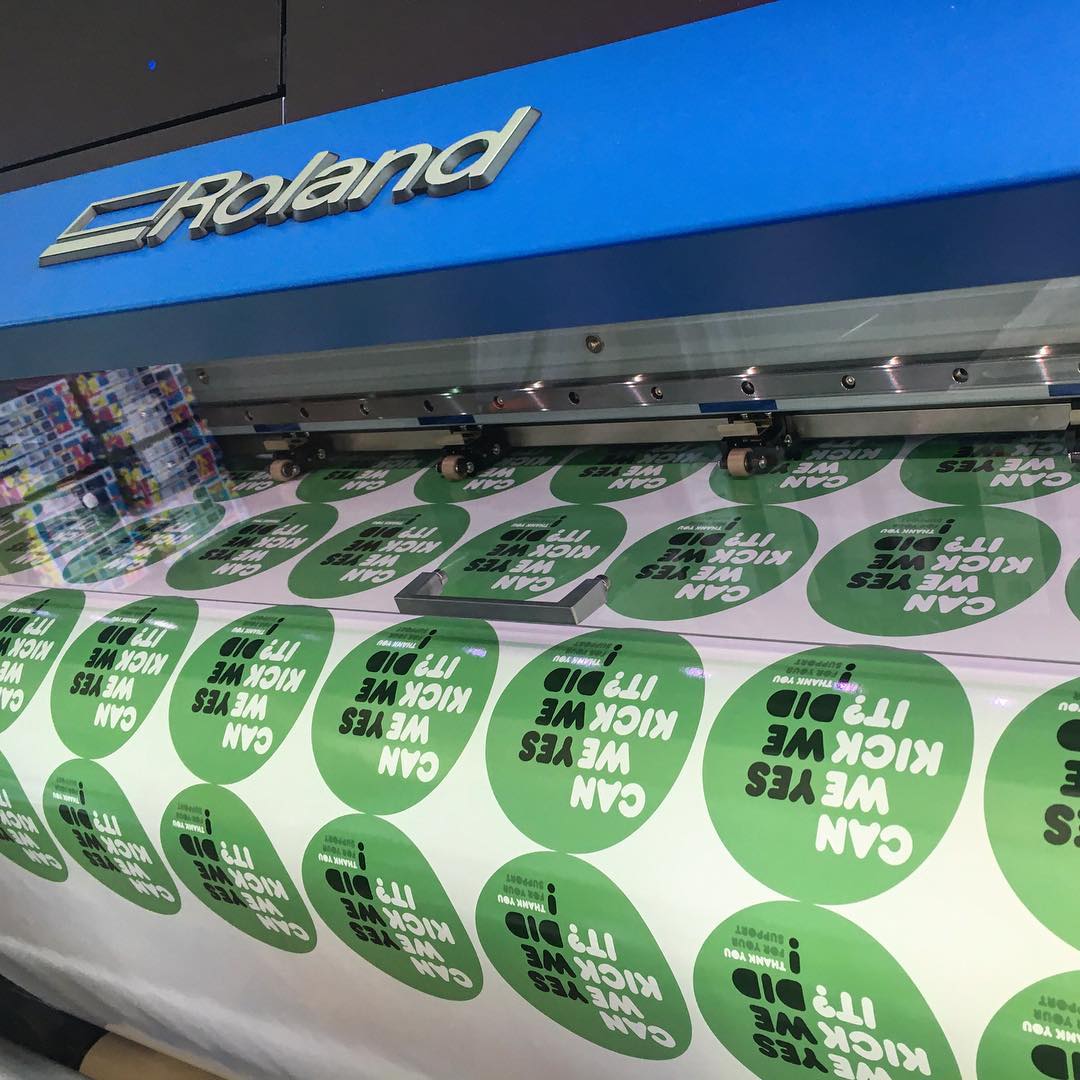 Roland
CAN
WE YES
KICK WE
IT? DID
! THANK YOU
FOR YOUR
SUPPORT